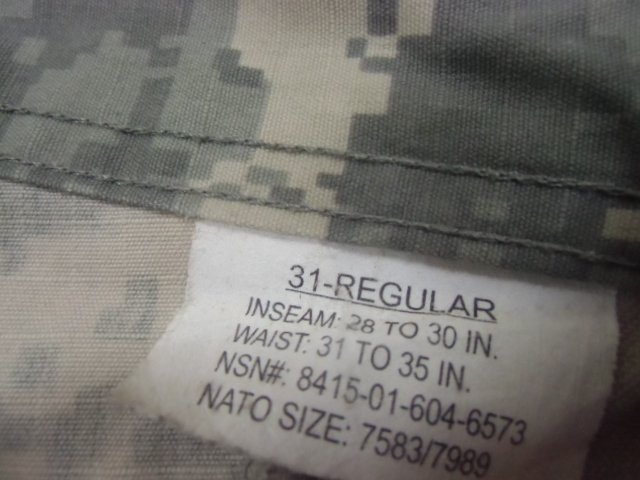 31-REGULAR
INSEAM: 28 TO 30 IN.
WAIST: 31 TO 35 IN.
NSN#: 8415-01-604-6573
NATO SIZE: 7583/7989